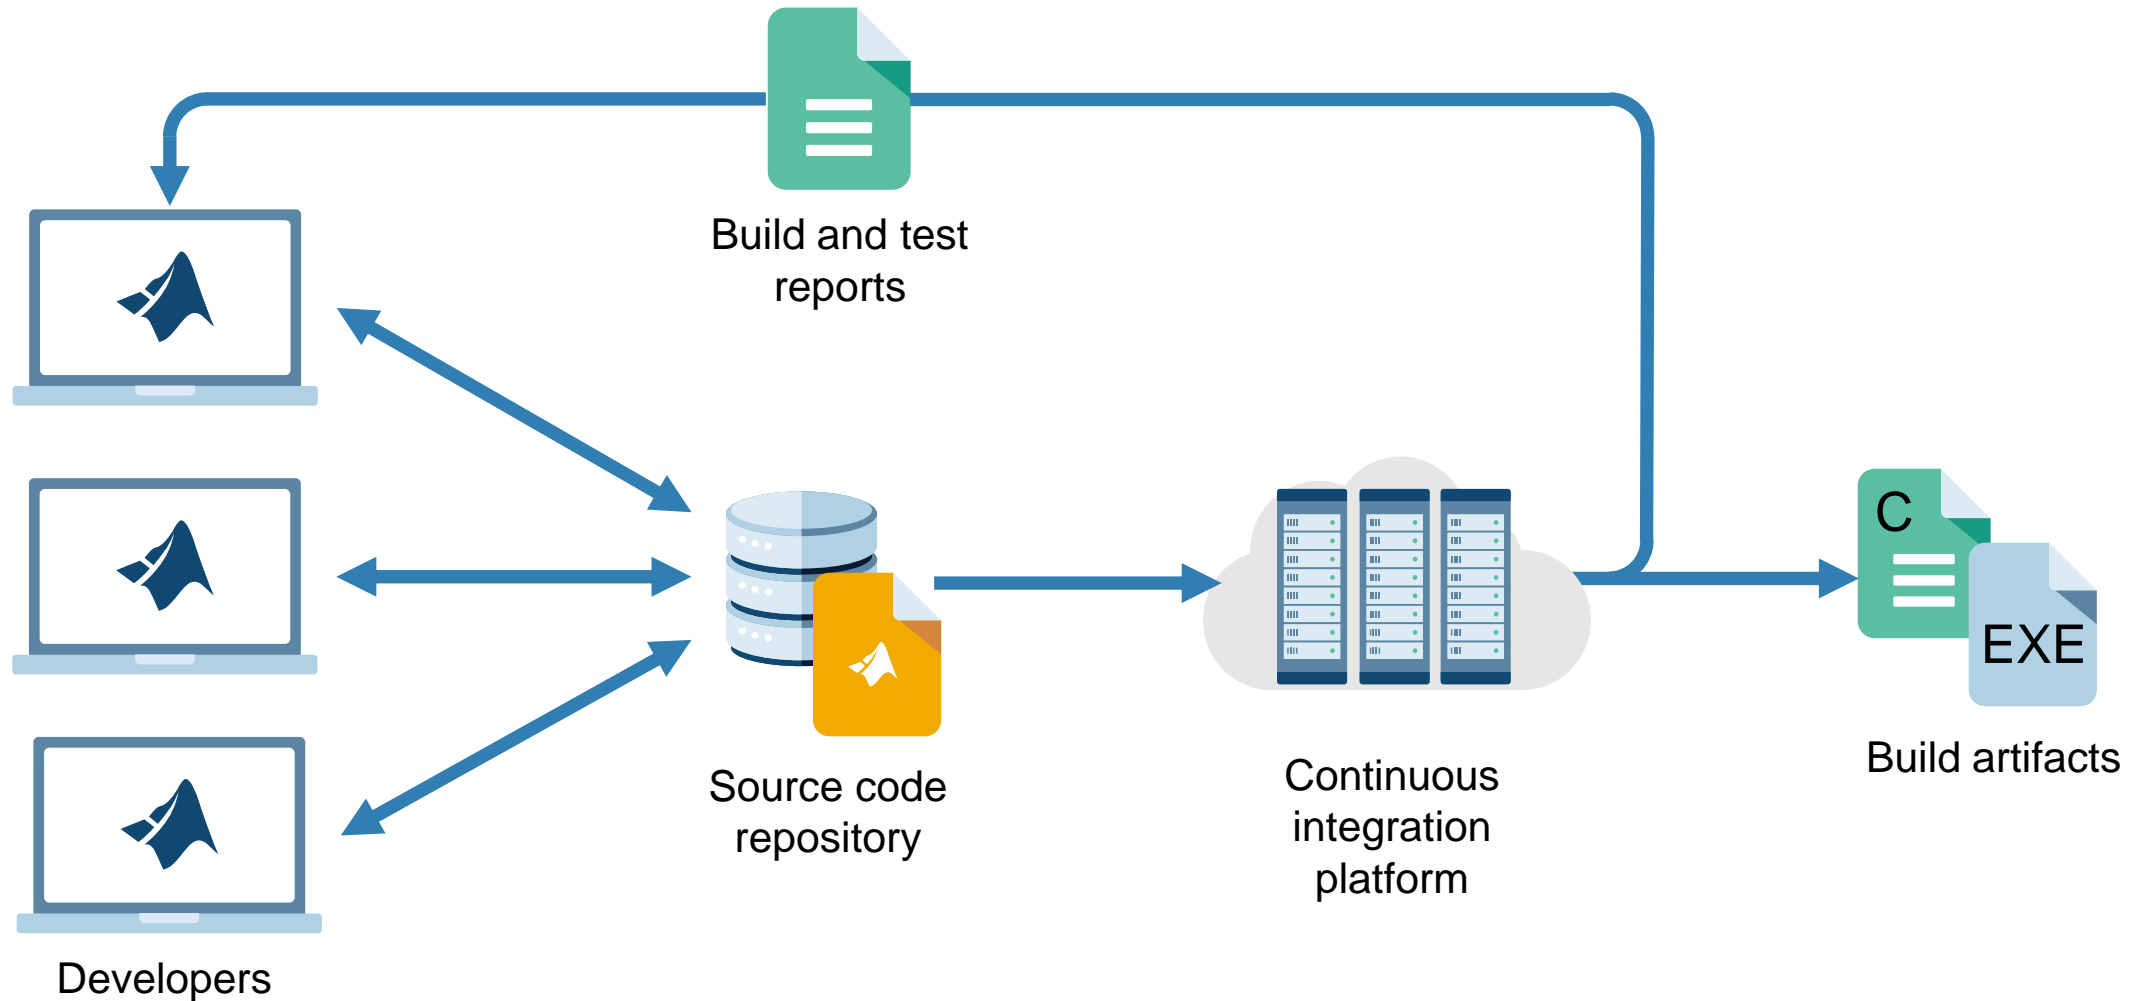 Build and test
reports
C
EXE
Build artifacts
Source code
repository
Continuous
integration
platform
Developers